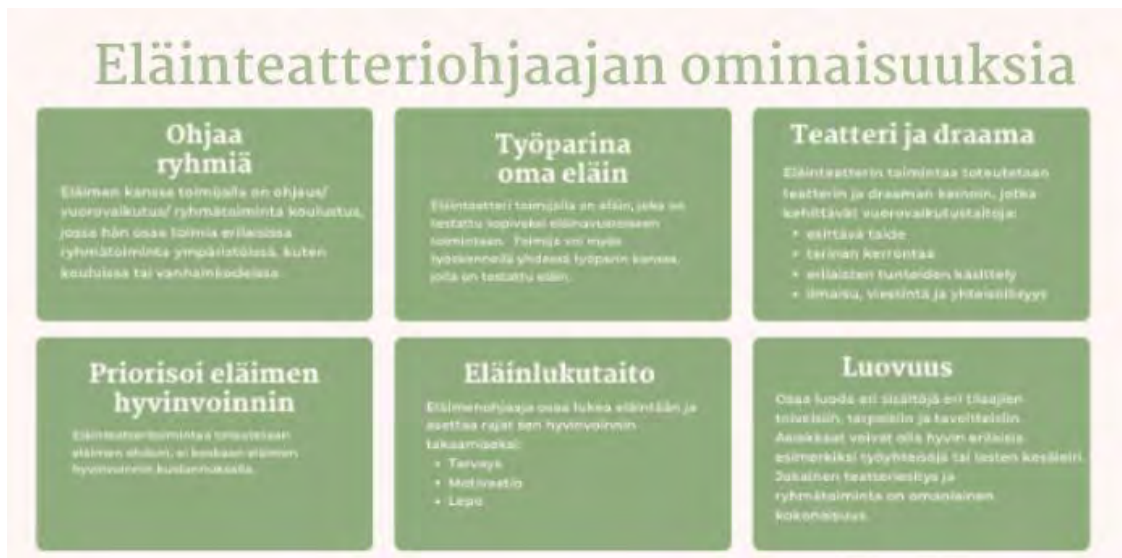 Eläinteatteriohjaajan ominaisuuksia
Ohjaa
ryhmiä
Eläimen kanssa toimijalla on ohjaus/
vuorovaikutus/ ryhmätoiminta koulustus,
jossa hän osaa toimia erilaisissa
ryhmätoiminta ympäristöissä, kuten
kouluissa tai vanhainkodeissa.
Työparina
oma eläin
Eläinteatteri toimijalla on eläin, joka on
testattu sopivaksi eläinavusteiseen
toimintaan. Toimija voi myös
työskennellä yhdessä työparin kanssa,
jolla on testattu eläin.
Teatteri ja draama
Eläinteatterin toimintaa toteutetaan
teatterin ja draaman keinoin, jotka
kehittävät vuorovaikutustaitoja:
• esittävä taide
• tarinan kerrontaa
• erilaisten tunteiden käsittely
• ilmaisu, viestintä ja yhteisöllisyys
Priorisoi eläimen
hyvinvoinnin
Eläinteatteritoimintaa toteutetaan
eläimen ehdoin, ei koskaan eläimen
hyvinvoinnin kustannuksella.
Eläinlukutaito
Eläimenohjaaja osaa lukea eläintään ja
asettaa rajat sen hyvinvoinnin
takaamiseksi:
• Terveys
• Motivaatio
• Lepo
Luovuus
Osaa luoda eri sisältöjä eri tilaajien
toiveisiin, tarpeisiin ja tavoitteisiin.
Asiakkaat voivat olla hyvin erilaisia
esimerkiksi työyhteisöjä tai lasten kesäleiri.
Jokainen teatteriesitys ja
ryhmätoiminta on omanlainen
kokonaisuus.